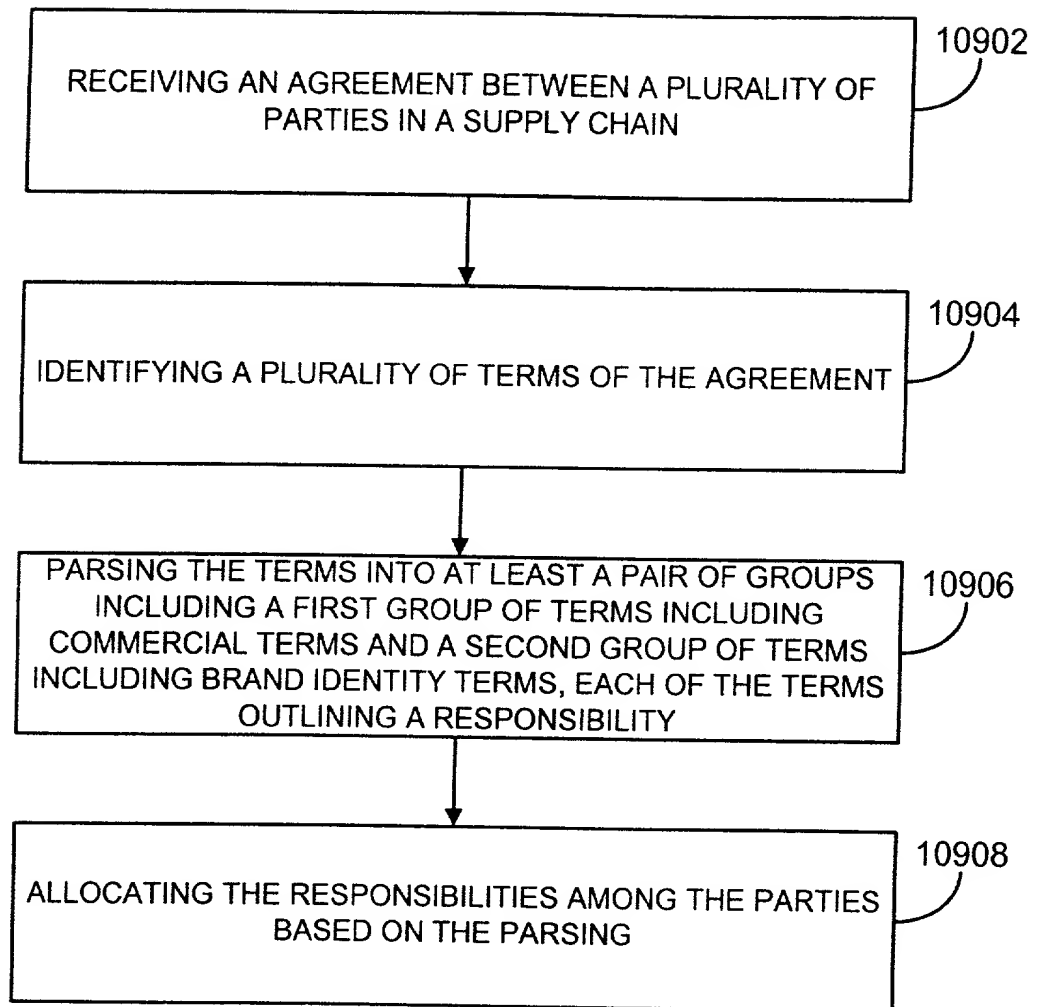 10902
RECEIVING AN AGREEMENT BETWEEN A PLURALITY OF
PARTIES IN A SUPPLY CHAIN
10904
IDENTIFYING A PLURALITY OF TERMS OF THE AGREEMENT
10906
PARSING THE TERMS INTO AT LEAST A PAIR OF GROUPS
INCLUDING A FIRST GROUP OF TERMS INCLUDING
COMMERCIAL TERMS AND A SECOND GROUP OF TERMS
INCLUDING BRAND IDENTITY TERMS, EACH OF THE TERMS
OUTLINING A RESPONSIBILITY
10908
ALLOCATING THE RESPONSIBILITIES AMONG THE PARTIES
BASED ON THE PARSING